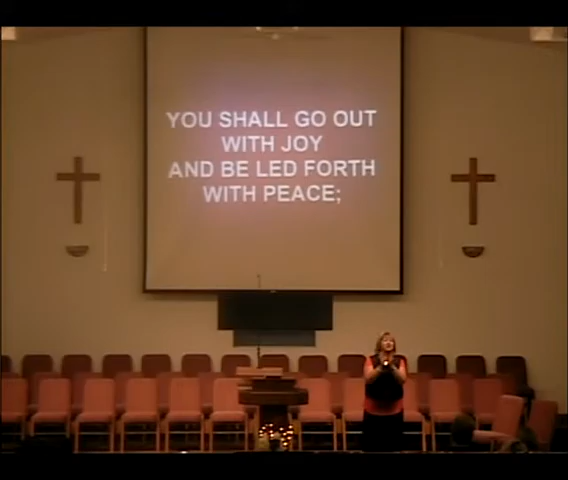 YOU SHALL GO OUT
WITH JOY
AND BE LED FORTH
WITH PEACE;